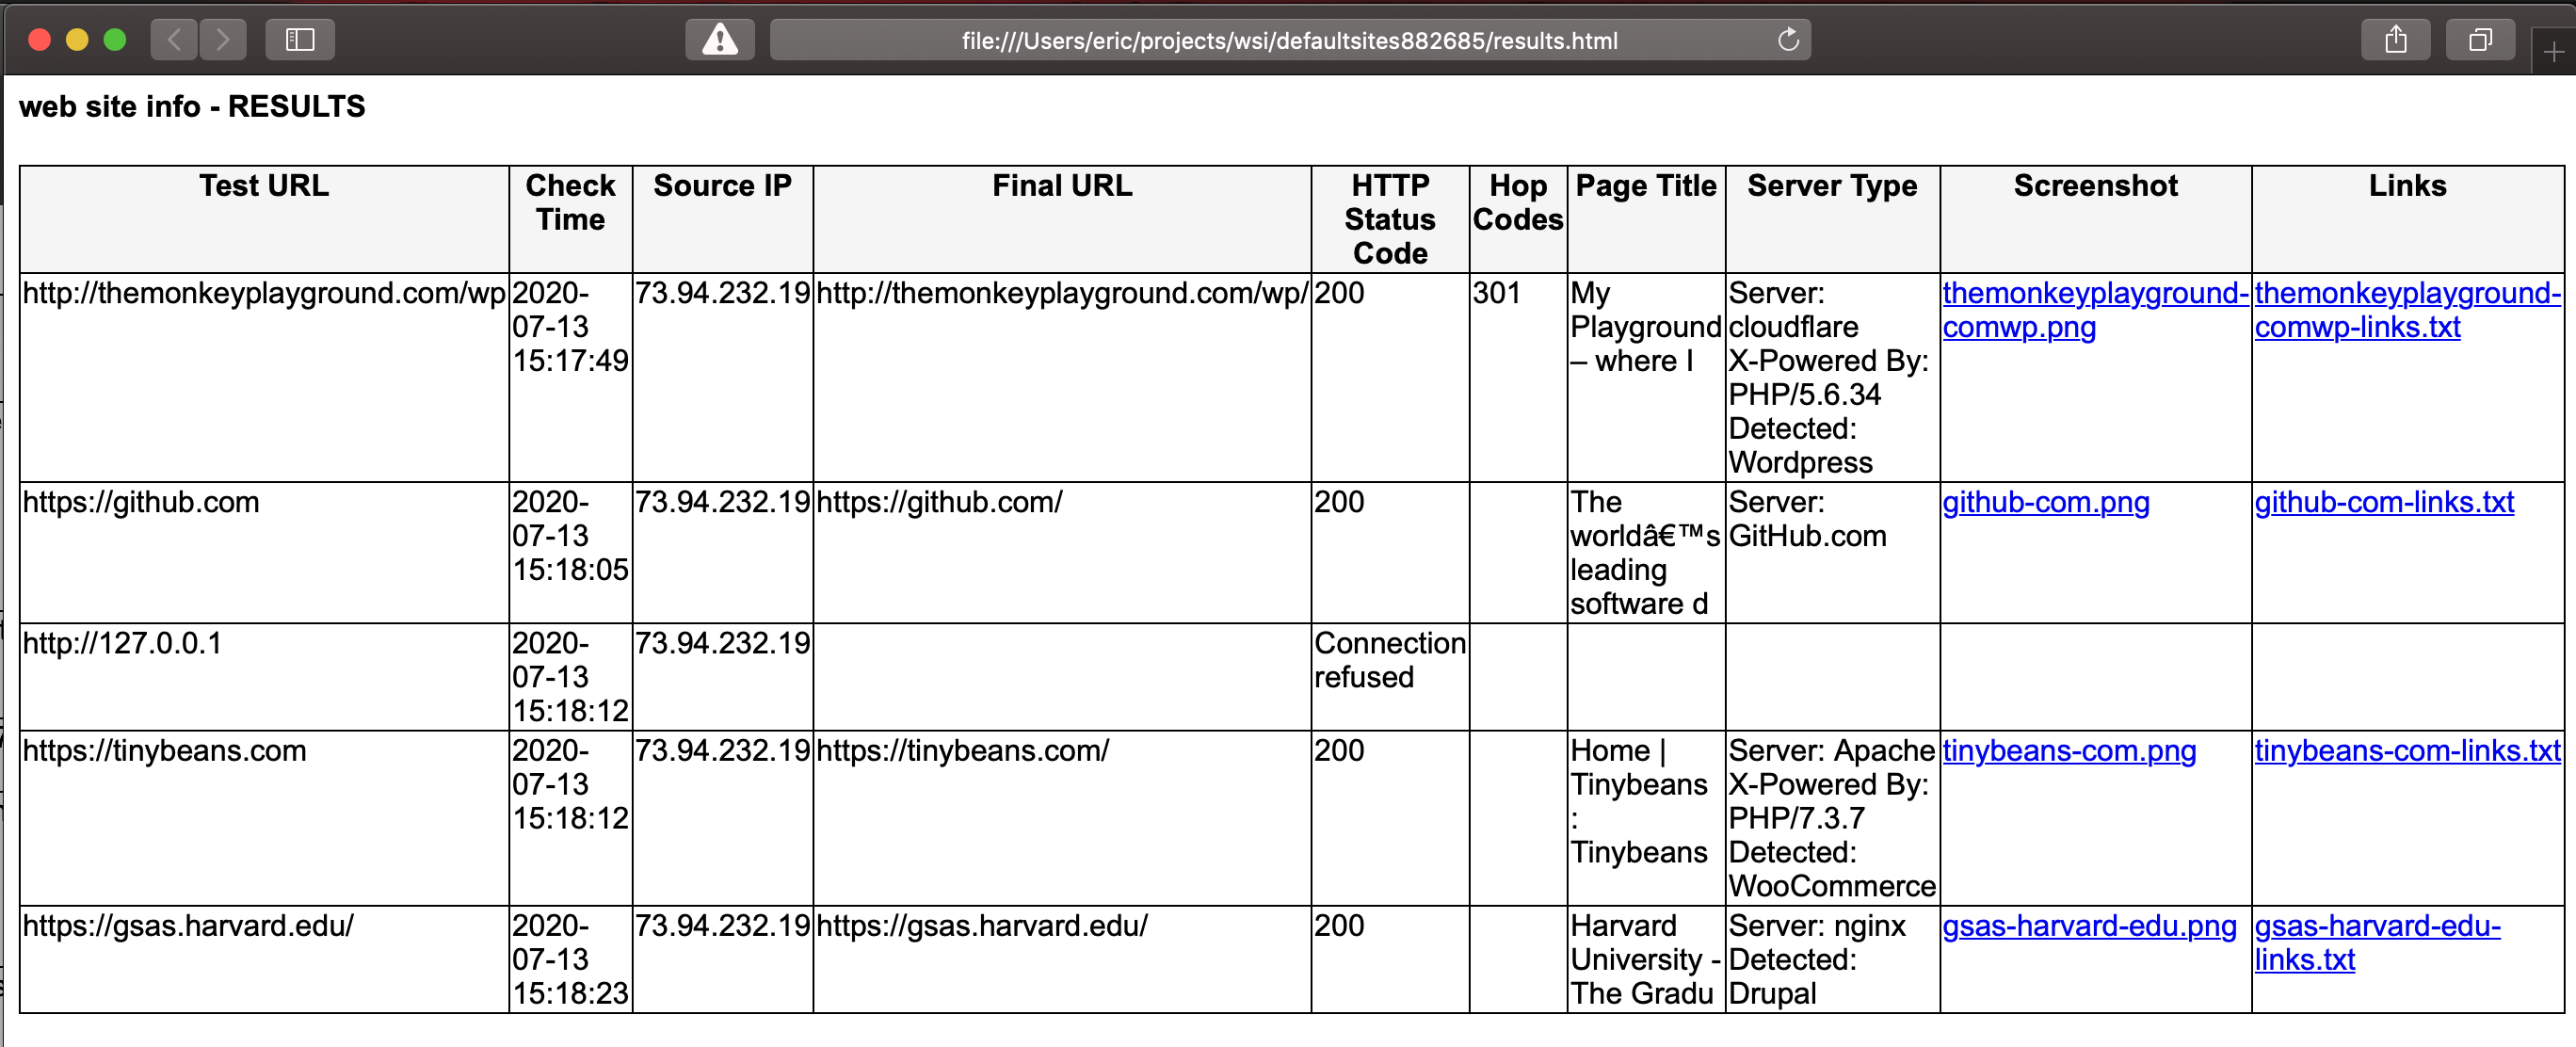 file:///Users/eric/projects/wsi/defaultsites882685/results.html
web site info - RESULTS
Test URL
Check
Time
Source IP
Final URL
HTTP
Status
Code
Hop
Codes
Page Title
Server Type
Screenshot
Links
http://themonkeyplayground.com/wp
2020-
07-13
15:17:49
73.94.232.19
http://themonkeyplayground.com/wp/
200
301
My
Playground
– where I
Server:
cloudflare
X-Powered By:
PHP/5.6.34
Detected:
Wordpress
themonkeyplayground-
comwp.png
themonkeyplayground-
comwp-links.txt
https://github.com
2020-
07-13
15:18:05
73.94.232.19
https://github.com/
200
The
worldâ€™s
leading
software d
Server:
GitHub.com
github-com.png
github-com-links.txt
http://127.0.0.1
2020-
07-13
15:18:12
73.94.232.19
Connection
refused
https://tinybeans.com
2020-
07-13
15:18:12
73.94.232.19
https://tinybeans.com/
200
Home |
Tinybeans
:
Tinybeans
Server: Apache
X-Powered By:
PHP/7.3.7
Detected:
WooCommerce
tinybeans-com.png
tinybeans-com-links.txt
https://gsas.harvard.edu/
2020-
07-13
15:18:23
73.94.232.19
https://gsas.harvard.edu/
200
Harvard
University -
The Gradu
Server: nginx
Detected:
Drupal
gsas-harvard-edu.png
gsas-harvard-edu-
links.txt